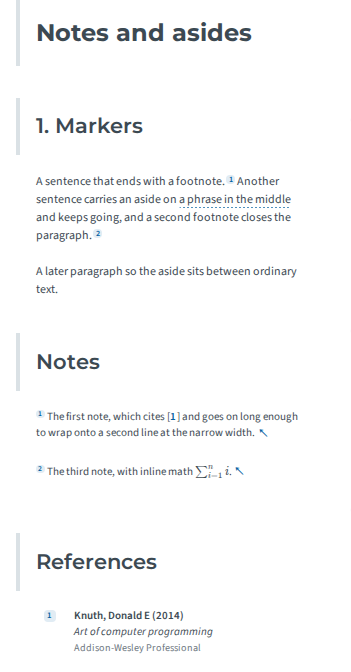 Notes and asides
1. Markers
A sentence that ends with a footnote. 1 Another
sentence carries an aside on a phrase in the middle
and keeps going, and a second footnote closes the
paragraph. 2
A later paragraph so the aside sits between ordinary
text.
Notes
1 The first note, which cites [1] and goes on long enough
to wrap onto a second line at the narrow width. ↖
2 The third note, with inline math ∑ⁿᵢ₌₁ i. ↖
References
1 Knuth, Donald E (2014)
Art of computer programming
Addison-Wesley Professional